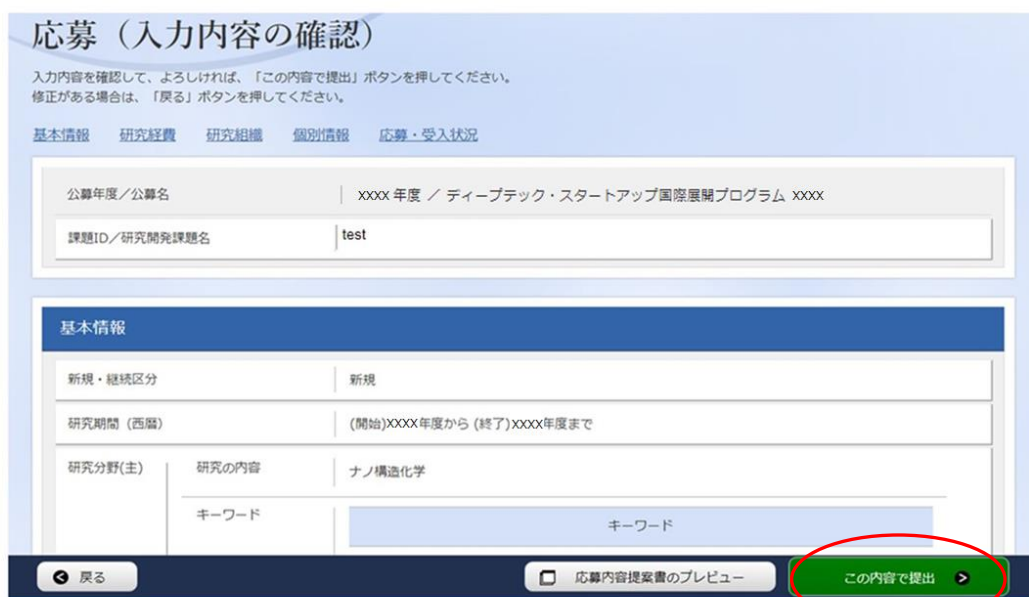 応募（入力内容の確認）
入力内容を確認して、よろしければ、「この内容で提出」ボタンを押してください。
修正がある場合は、「戻る」ボタンを押してください。
基本情報 研究経費 研究組織 個別情報 応募・受入状況
公募年度／公募名 XXXX 年度 ／ ディープテック・スタートアップ国際展開プログラム XXXX
課題ID／研究開発課題名 test
基本情報
新規・継続区分 新規
研究期間（西暦） (開始)XXXX年度から (終了)XXXX年度まで
研究分野(主) 研究の内容 ナノ構造化学
キーワード キーワード
戻る 応募内容提案書のプレビュー この内容で提出